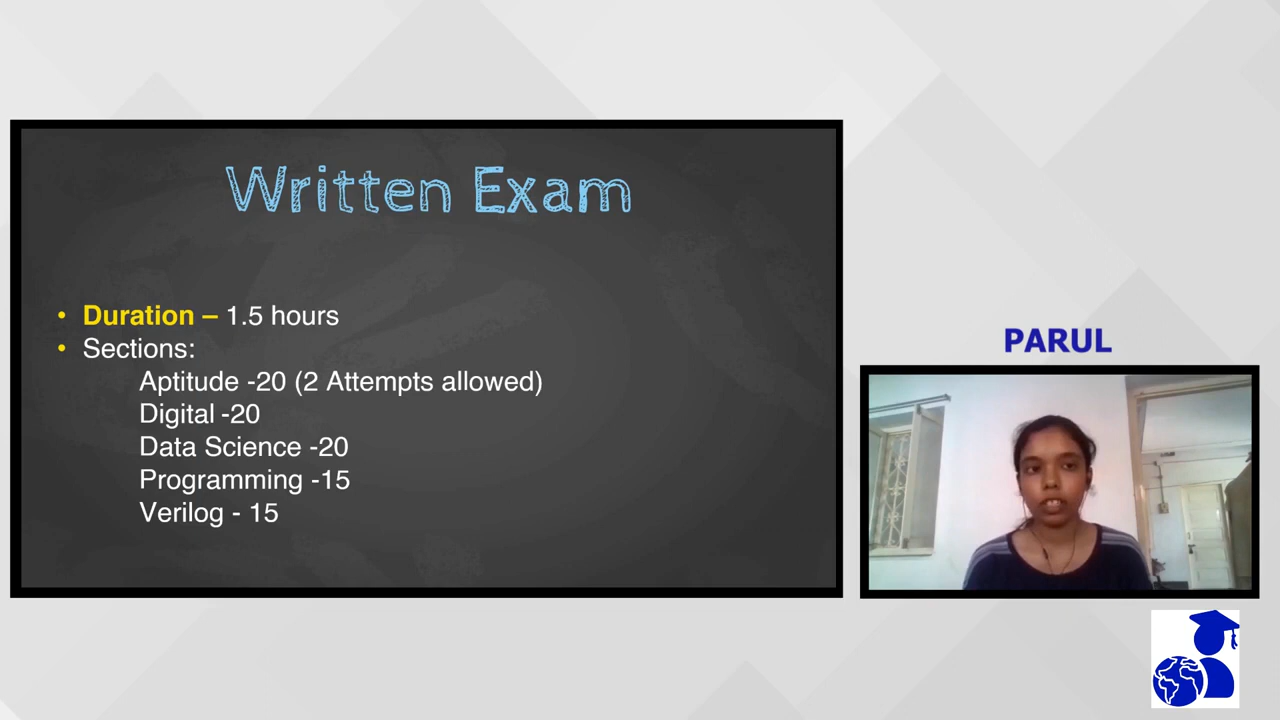 Written Exam
• Duration – 1.5 hours
• Sections:
Aptitude -20 (2 Attempts allowed)
Digital -20
Data Science -20
Programming -15
Verilog - 15
PARUL